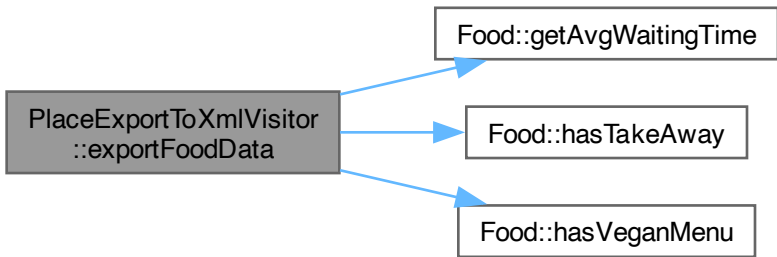 PlaceExportToXmlVisitor
::exportFoodData
Food::getAvgWaitingTime
Food::hasTakeAway
Food::hasVeganMenu